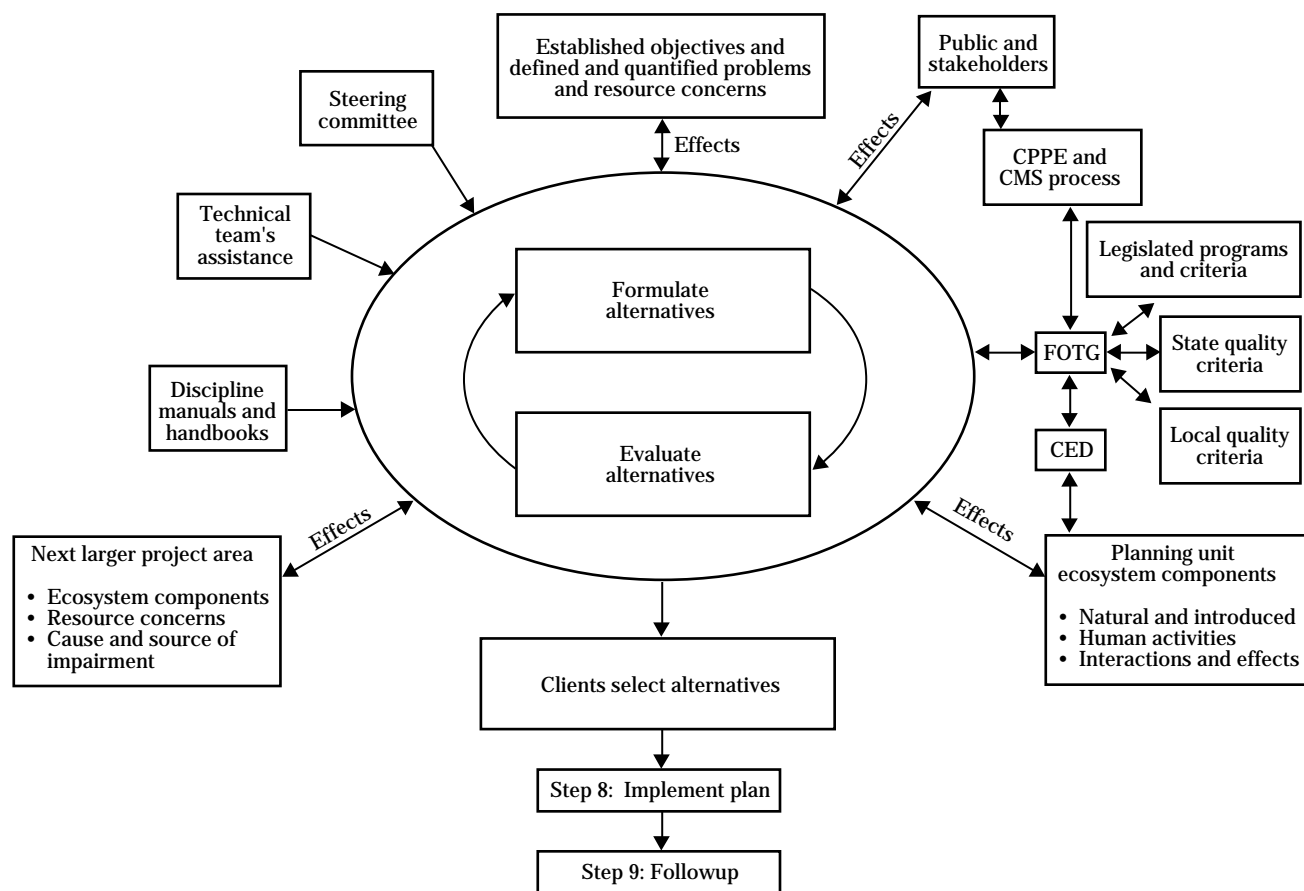 Established objectives and
defined and quantified problems
and resource concerns
Public and
stakeholders
Steering
committee
Effects
Effects
CPPE and
CMS process
Technical
team's
assistance
Legislated programs
and criteria
Formulate
alternatives
FOTG
State quality
criteria
Discipline
manuals and
handbooks
Evaluate
alternatives
CED
Local quality
criteria
Effects
Effects
Next larger project area
• Ecosystem components
• Resource concerns
• Cause and source of
impairment
Planning unit
ecosystem components
• Natural and introduced
• Human activities
• Interactions and effects
Clients select alternatives
Step 8: Implement plan
Step 9: Followup